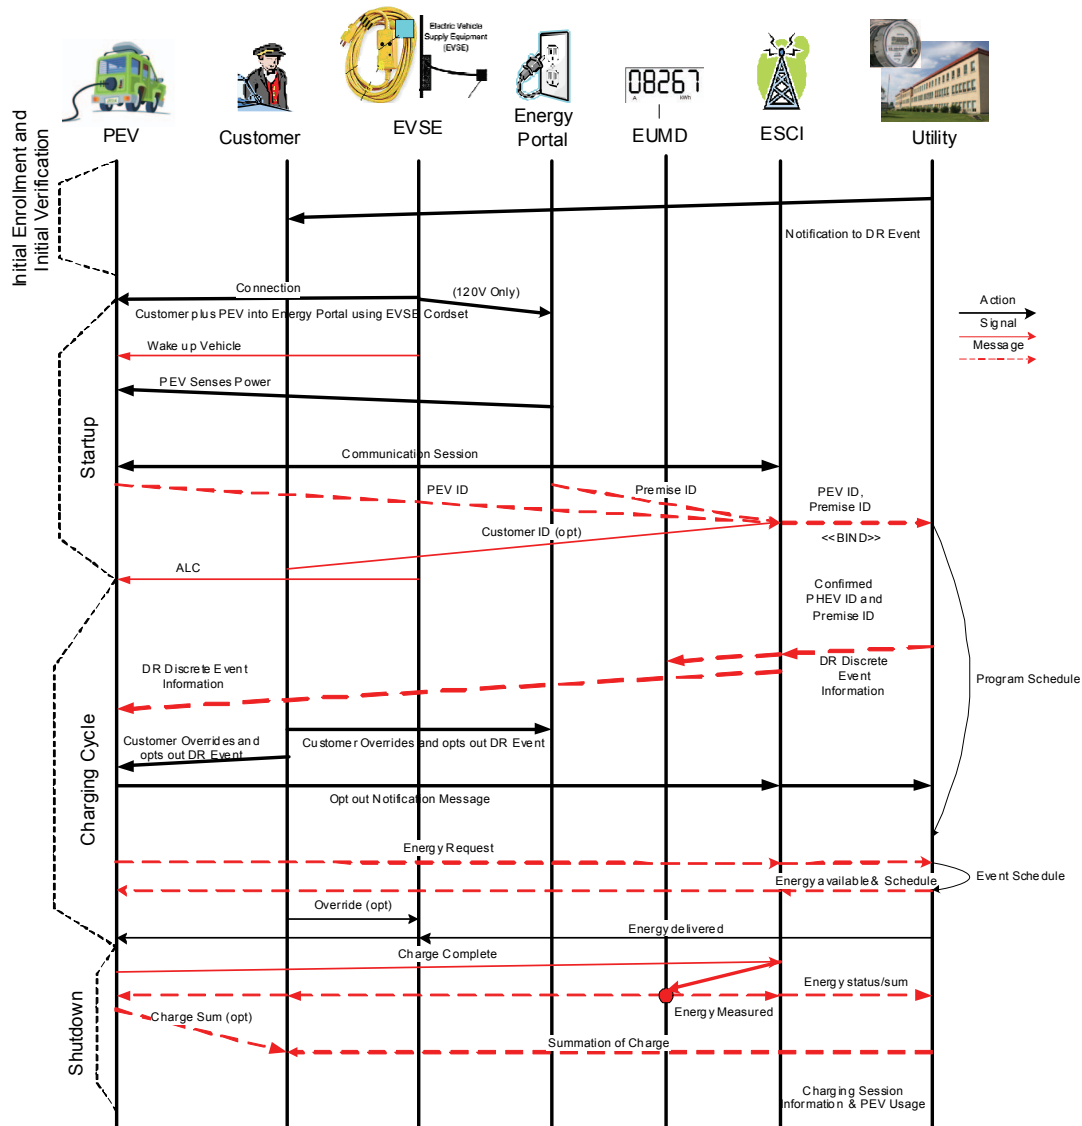 Electric Vehicle
Supply Equipment
(EVSE)
08267
A
kWh
PEV
Customer
EVSE
Energy
Portal
EUMD
ESCI
Utility
Initial Enrollment and
Initial Verification
Notification to DR Event
Connection
(120V Only)
Customer plus PEV into Energy Portal using EVSE Cordset
Action
Signal
Message
Wake up Vehicle
PEV Senses Power
Startup
Communication Session
PEV ID
Premise ID
PEV ID,
Premise ID
<<BIND>>
Customer ID (opt)
ALC
Confirmed
PHEV ID and
Premise ID
DR Discrete Event
Information
DR Discrete
Event
Information
Program Schedule
Charging Cycle
Customer Overrides and
opts out DR Event
Customer Overrides and opts out DR Event
Opt out Notification Message
Energy Request
Energy available & Schedule
Event Schedule
Override (opt)
Energy delivered
Charge Complete
Shutdown
Energy status/sum
Energy Measured
Charge Sum (opt)
Summation of Charge
Charging Session
Information & PEV Usage